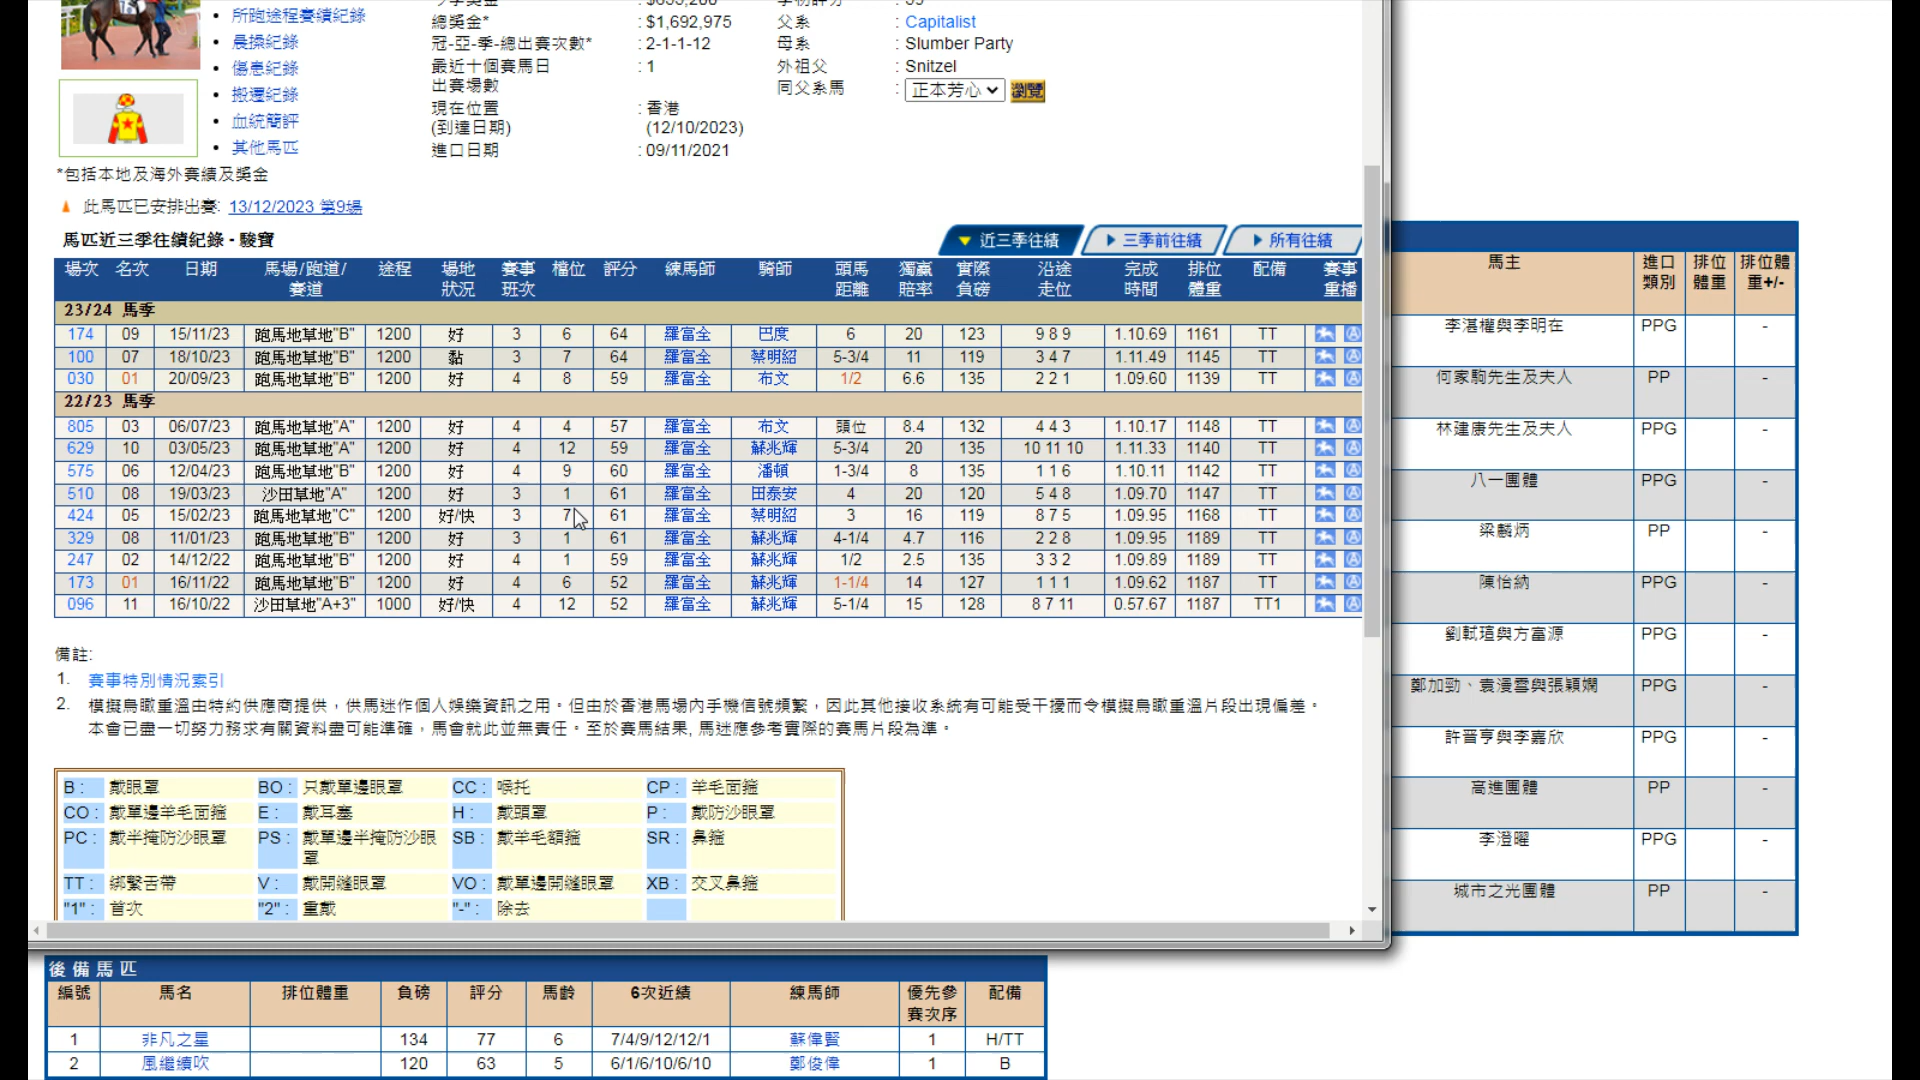 所跑途程賽績紀錄
晨操紀錄
傷患紀錄
搬遷紀錄
血統簡評
其他馬匹
總獎金* : $1,692,975
冠-亞-季-總出賽次數* : 2-1-1-12
最近十個賽馬日 : 1
出賽場數
現在位置 : 香港
(到達日期) (12/10/2023)
進口日期 : 09/11/2021
父系 : Capitalist
母系 : Slumber Party
外祖父 : Snitzel
同父系馬 : 正本芳心 瀏覽
*包括本地及海外賽績及獎金
此馬匹已安排出賽: 13/12/2023 第9場
馬匹近三季往績紀錄 - 駿寶
近三季往績 三季前往績 所有往績
場次 名次 日期 馬場/跑道/ 途程 場地 賽事 檔位 評分 練馬師 騎師 頭馬 獨贏 實際 沿途 完成 排位 配備 賽事
賽道 狀況 班次 距離 賠率 負磅 走位 時間 體重 重播
23/24 馬季
174 09 15/11/23 跑馬地草地"B" 1200 好 3 6 64 羅富全 巴度 6 20 123 9 8 9 1.10.69 1161 TT
100 07 18/10/23 跑馬地草地"B" 1200 黏 3 7 64 羅富全 蔡明紹 5-3/4 11 119 3 4 7 1.11.49 1145 TT
030 01 20/09/23 跑馬地草地"B" 1200 好 4 8 59 羅富全 布文 1/2 6.6 135 2 2 1 1.09.60 1139 TT
22/23 馬季
805 03 06/07/23 跑馬地草地"A" 1200 好 4 4 57 羅富全 布文 頭位 8.4 132 4 4 3 1.10.17 1148 TT
629 10 03/05/23 跑馬地草地"A" 1200 好 4 12 59 羅富全 蘇兆輝 5-3/4 20 135 10 11 10 1.11.33 1140 TT
575 06 12/04/23 跑馬地草地"B" 1200 好 4 9 60 羅富全 潘頓 1-3/4 8 135 1 1 6 1.10.11 1142 TT
510 08 19/03/23 沙田草地"A" 1200 好 3 1 61 羅富全 田泰安 4 20 120 5 4 8 1.09.70 1147 TT
424 05 15/02/23 跑馬地草地"C" 1200 好/快 3 7 61 羅富全 蔡明紹 3 16 119 8 7 5 1.09.95 1168 TT
329 08 11/01/23 跑馬地草地"B" 1200 好 3 1 61 羅富全 蘇兆輝 4-1/4 4.7 116 2 2 8 1.09.95 1189 TT
247 02 14/12/22 跑馬地草地"B" 1200 好 4 1 59 羅富全 蘇兆輝 1/2 2.5 135 3 3 2 1.09.89 1189 TT
173 01 16/11/22 跑馬地草地"B" 1200 好 4 6 52 羅富全 蘇兆輝 1-1/4 14 127 1 1 1 1.09.62 1187 TT
096 11 16/10/22 沙田草地"A+3" 1000 好/快 4 12 52 羅富全 蘇兆輝 5-1/4 15 128 8 7 11 0.57.67 1187 TT1
備註:
1. 賽事特別情況索引
2. 模擬鳥瞰重溫由特約供應商提供，供馬迷作個人娛樂資訊之用。但由於香港馬場內手機信號頻繁，因此其他接收系統有可能受干擾而令模擬鳥瞰重溫片段出現偏差。
本會已盡一切努力務求有關資料盡可能準確，馬會就此並無責任。至於賽馬結果, 馬迷應參考實際的賽馬片段為準。
B : 戴眼罩 BO : 只戴單邊眼罩 CC : 喉托 CP : 羊毛面箍
CO : 戴單邊羊毛面箍 E : 戴耳塞 H : 戴頭罩 P : 戴防沙眼罩
PC : 戴半掩防沙眼罩 PS : 戴單邊半掩防沙眼罩 SB : 戴羊毛額箍 SR : 鼻箍
TT : 綁繫舌帶 V : 戴開縫眼罩 VO : 戴單邊開縫眼罩 XB : 交叉鼻箍
"1" : 首次 "2" : 重戴 "-" : 除去
馬主 進口 排位 排位體
類別 體重 重+/-
李湛權與李明在 PPG -
何家駒先生及夫人 PP -
林建康先生及夫人 PPG -
八一團體 PPG -
梁麟炳 PP -
陳怡納 PPG -
劉軾瑄與方富源 PPG -
鄭加勁、袁漫雪與張穎嫻 PPG -
許晉亨與李嘉欣 PPG -
高進團體 PP -
李澄曜 PPG -
城市之光團體 PP -
後備馬匹
編號 馬名 排位體重 負磅 評分 馬齡 6次近績 練馬師 優先參 配備
賽次序
1 非凡之星 134 77 6 7/4/9/12/12/1 蘇偉賢 1 H/TT
2 風繼續吹 120 63 5 6/1/6/10/6/10 鄭俊偉 1 B